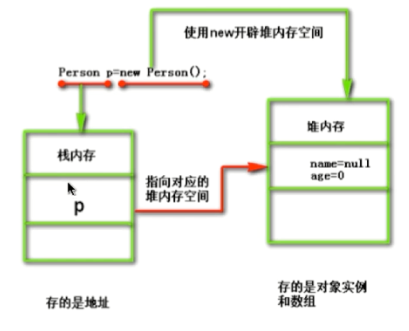 使用new开辟堆内存空间
Person p=new Person();
栈内存
p
指向对应的
堆内存空间
堆内存
name=null
age=0
存的是地址
存的是对象实例
和数组